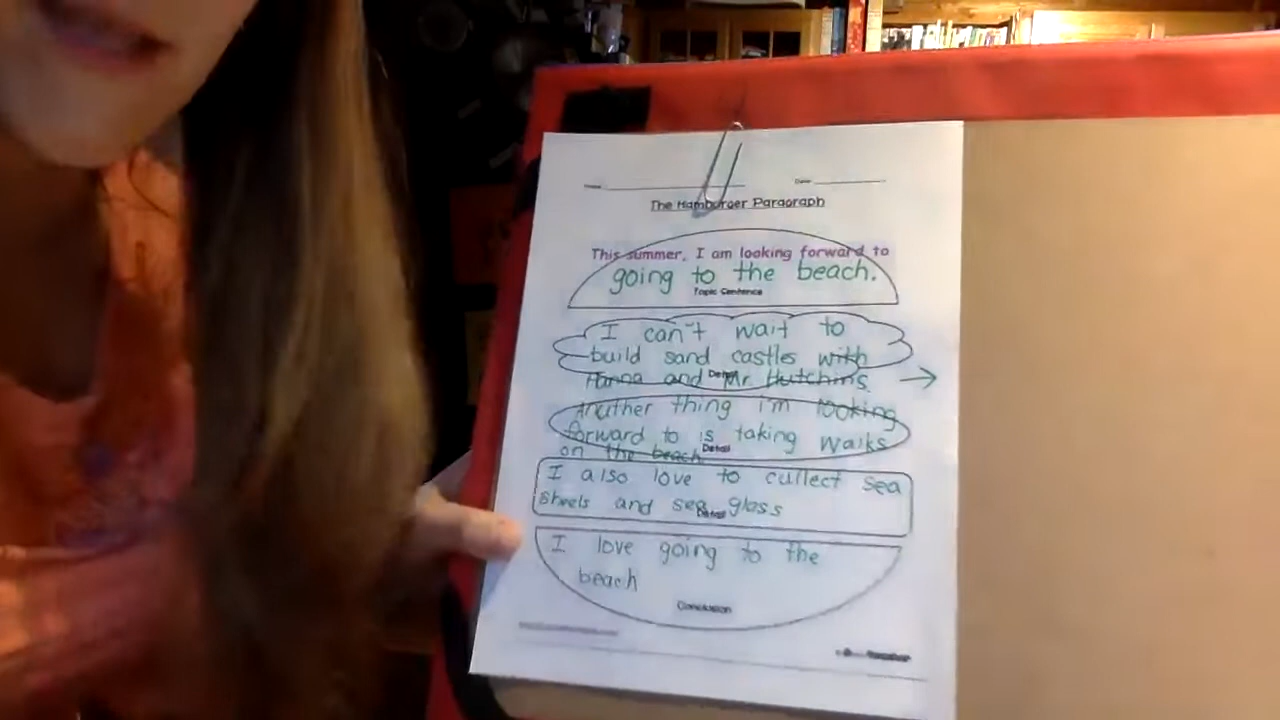 Name
Date
The Hamburger Paragraph
This summer, I am looking forward to
going to the beach.
Topic Sentence
I can't wait to
build sand castles with
Hanna and Mr. Hutchins.
Detail
Another thing i'm looking
forward to is taking walks
on the beach.
Detail
I also love to cullect sea
shells and sea glass
Detail
I love going to the
beach
Conclusion